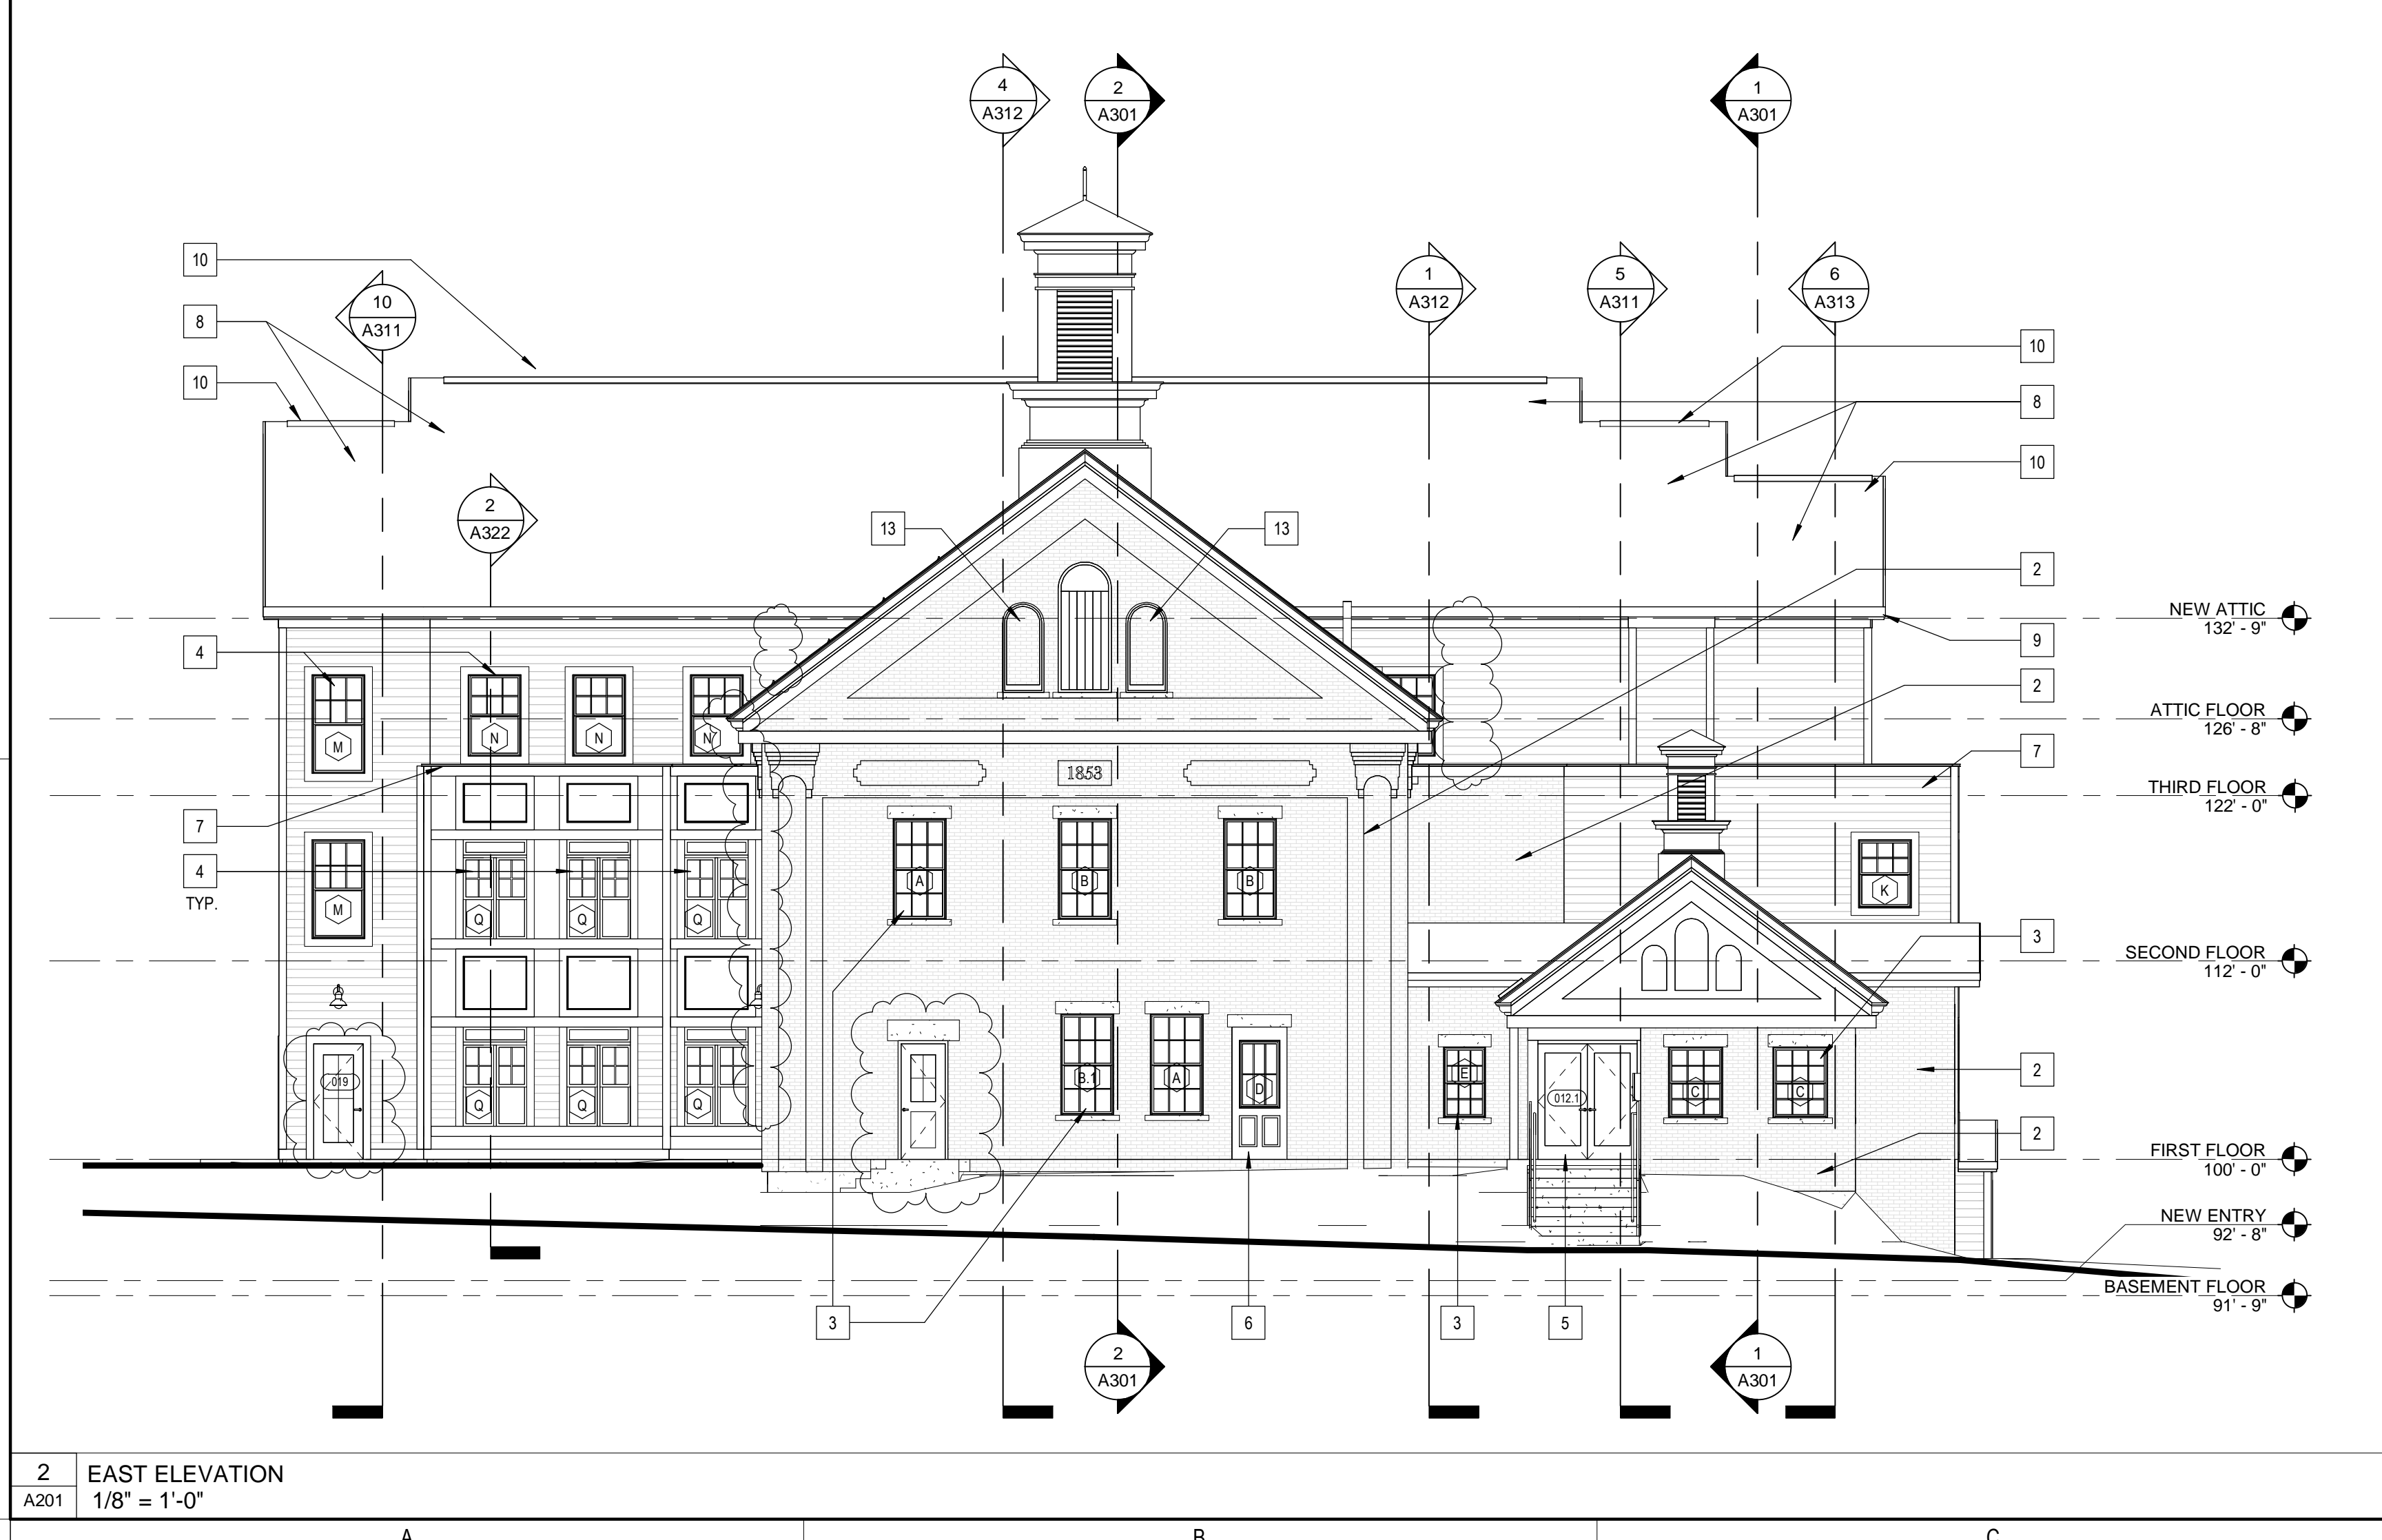 4
A312
2
A301
1
A301
10
8
10
10
A311
1
A312
5
A311
6
A313
10
8
10
2
A322
13
13
2
NEW ATTIC
132' - 9"
9
4
2
M
N
N
N
ATTIC FLOOR
126' - 8"
7
1853
THIRD FLOOR
122' - 0"
7
4
TYP.
A
B
B
K
M
Q
Q
Q
3
SECOND FLOOR
112' - 0"
019
Q
Q
Q
B.1
A
D
E
012.1
C
C
2
2
FIRST FLOOR
100' - 0"
NEW ENTRY
92' - 8"
BASEMENT FLOOR
91' - 9"
3
6
3
5
2
A301
1
A301
2
A201
EAST ELEVATION
1/8" = 1'-0"
A
B
C